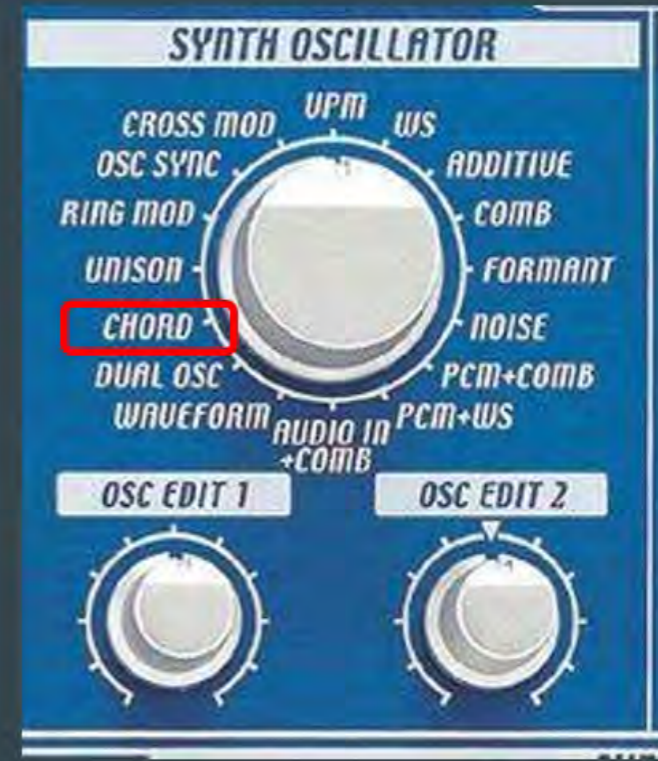 SYNTH OSCILLATOR
VPM
CROSS MOD
WS
OSC SYNC
ADDITIVE
RING MOD
COMB
UNISON
FORMANT
CHORD
NOISE
DUAL OSC
PCM+COMB
WAVEFORM
PCM+WS
AUDIO IN
+COMB
OSC EDIT 1
OSC EDIT 2